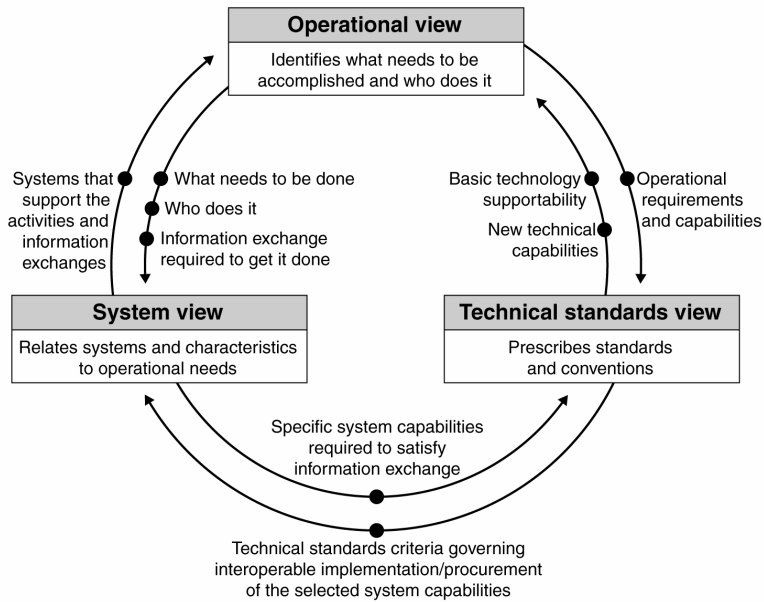 Operational view
Identifies what needs to be
accomplished and who does it
Systems that
support the
activities and
information
exchanges
What needs to be done
Who does it
Information exchange
required to get it done
Basic technology
supportability
New technical
capabilities
Operational
requirements
and capabilities
System view
Relates systems and characteristics
to operational needs
Technical standards view
Prescribes standards
and conventions
Specific system capabilities
required to satisfy
information exchange
Technical standards criteria governing
interoperable implementation/procurement
of the selected system capabilities